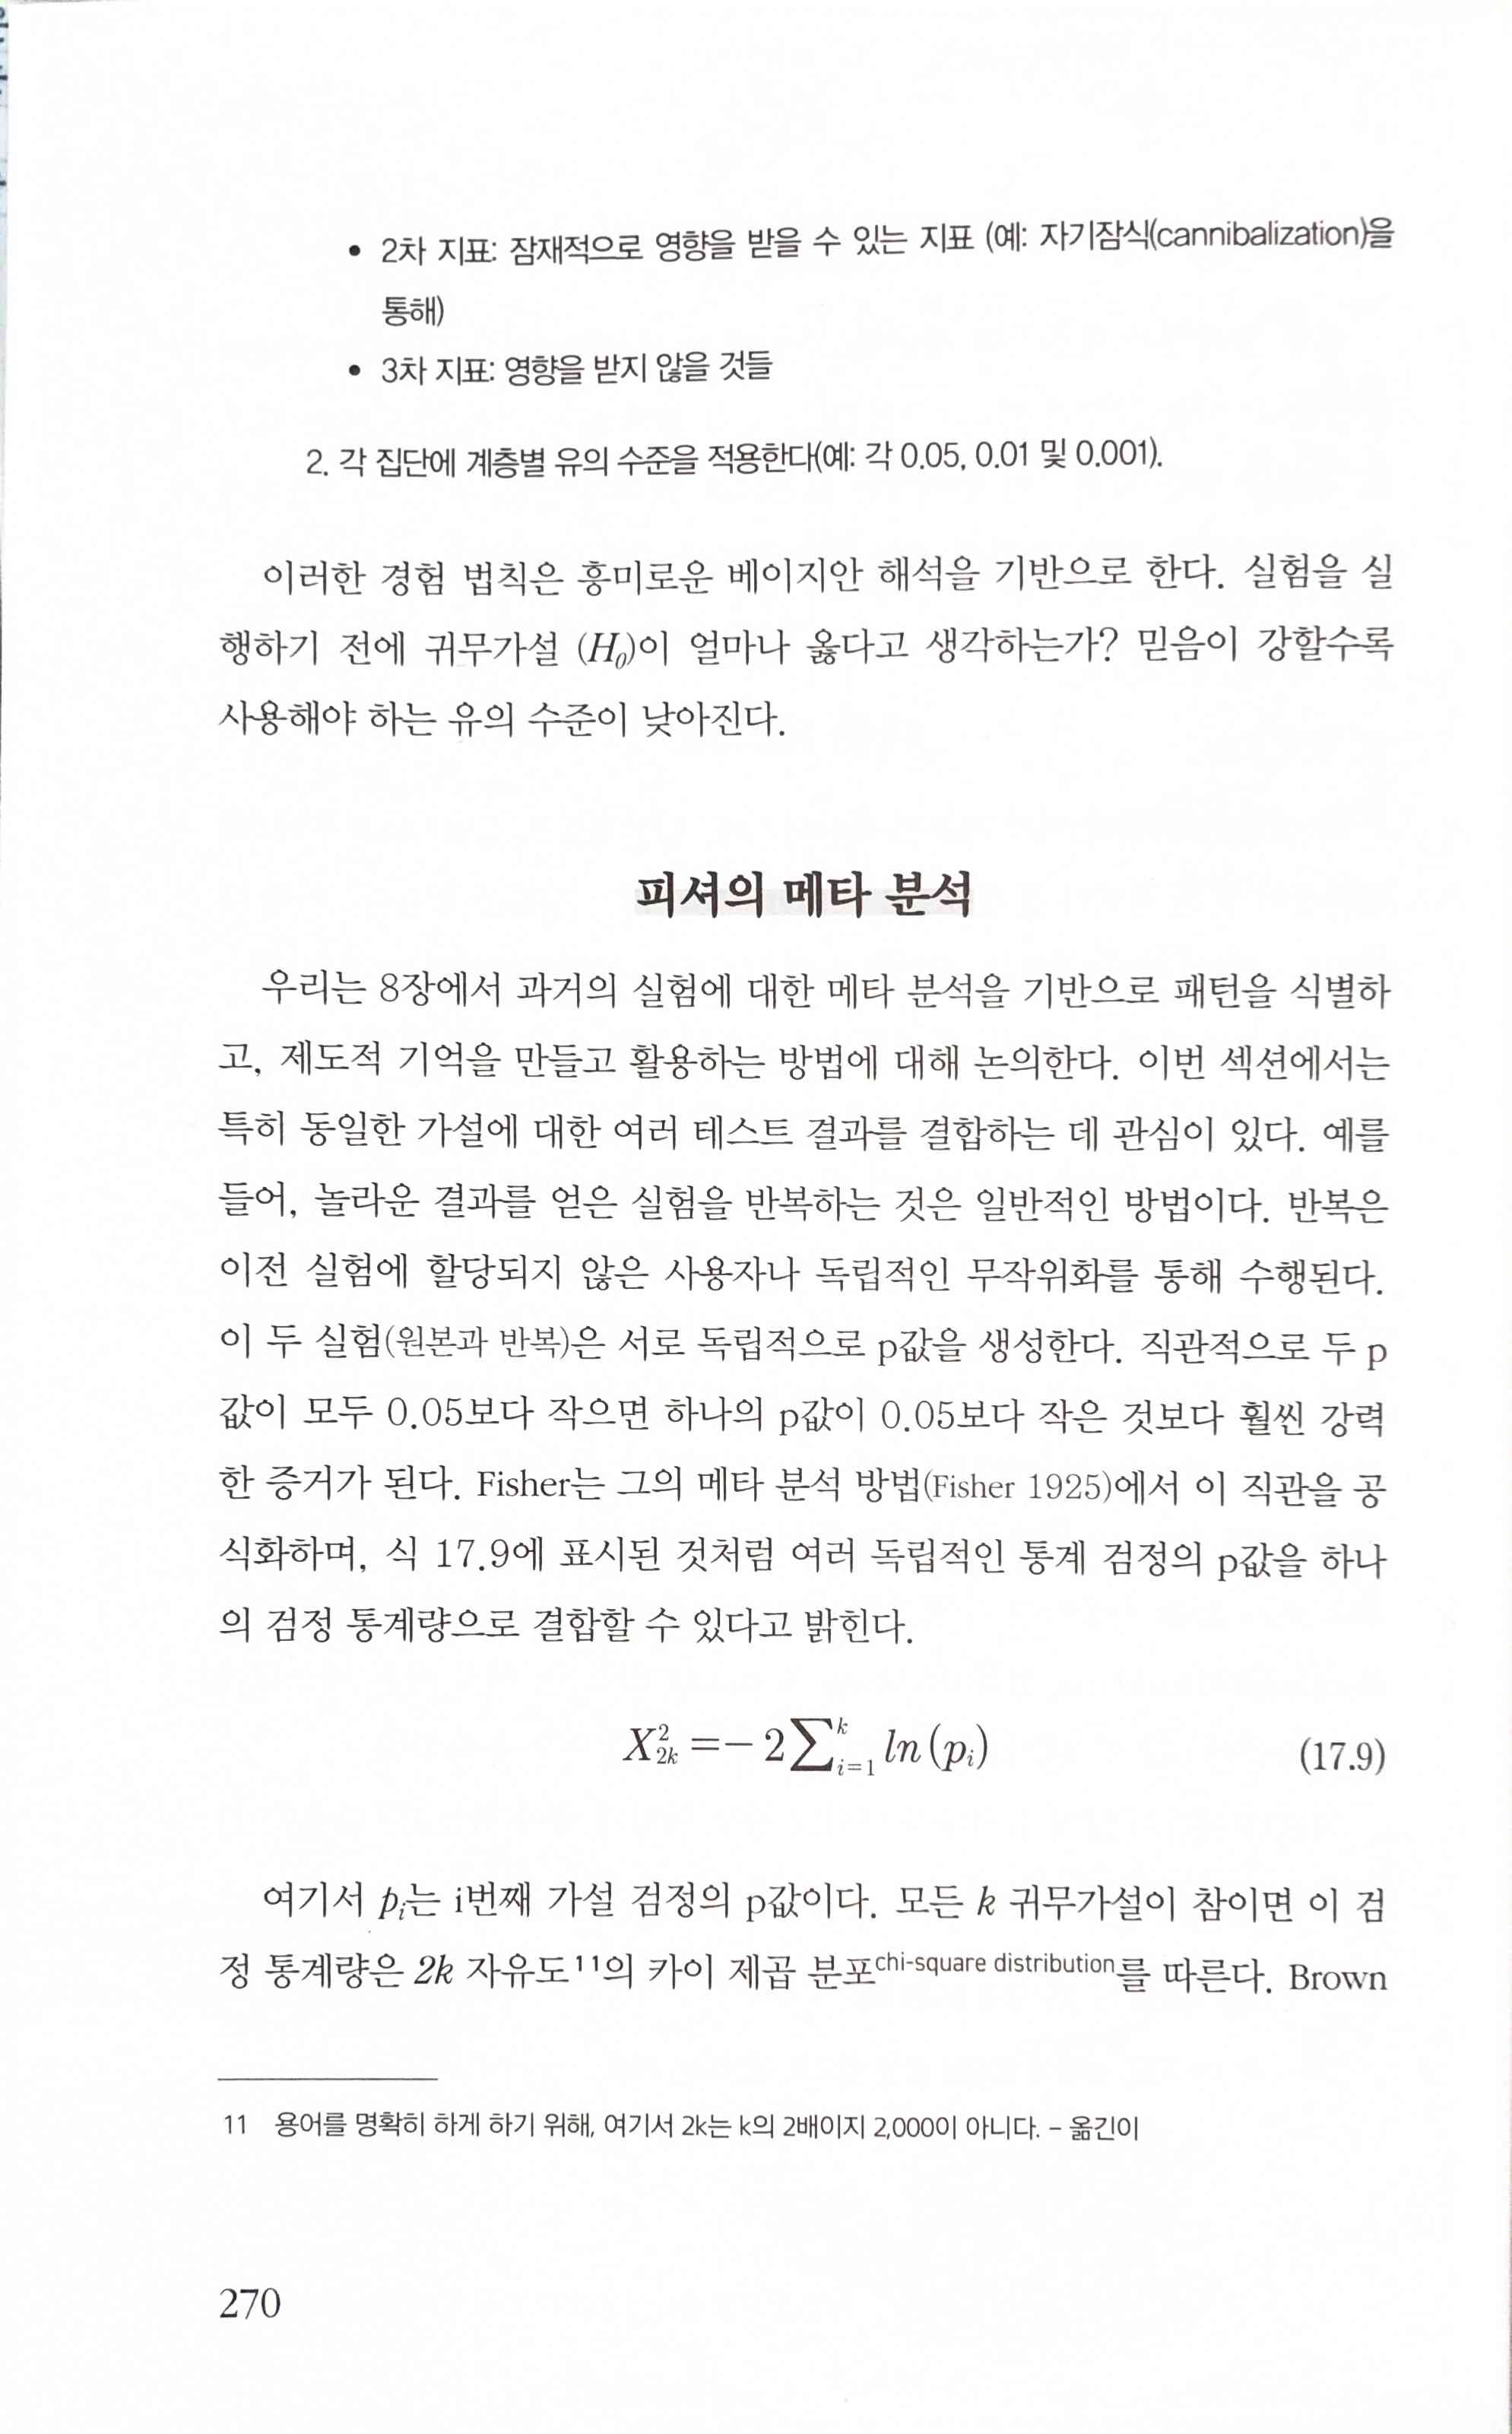 • 2차 지표: 잠재적으로 영향을 받을 수 있는 지표 (예: 자기잠식(cannibalization)을
통해)
• 3차 지표: 영향을 받지 않을 것들
2. 각 집단에 계층별 유의 수준을 적용한다(예: 각 0.05, 0.01 및 0.001).
이러한 경험 법칙은 흥미로운 베이지안 해석을 기반으로 한다. 실험을 실
행하기 전에 귀무가설 (H₀)이 얼마나 옳다고 생각하는가? 믿음이 강할수록
사용해야 하는 유의 수준이 낮아진다.
피셔의 메타 분석
우리는 8장에서 과거의 실험에 대한 메타 분석을 기반으로 패턴을 식별하
고, 제도적 기억을 만들고 활용하는 방법에 대해 논의한다. 이번 섹션에서는
특히 동일한 가설에 대한 여러 테스트 결과를 결합하는 데 관심이 있다. 예를
들어, 놀라운 결과를 얻은 실험을 반복하는 것은 일반적인 방법이다. 반복은
이전 실험에 할당되지 않은 사용자나 독립적인 무작위화를 통해 수행된다.
이 두 실험(원본과 반복)은 서로 독립적으로 p값을 생성한다. 직관적으로 두 p
값이 모두 0.05보다 작으면 하나의 p값이 0.05보다 작은 것보다 훨씬 강력
한 증거가 된다. Fisher는 그의 메타 분석 방법(Fisher 1925)에서 이 직관을 공
식화하며, 식 17.9에 표시된 것처럼 여러 독립적인 통계 검정의 p값을 하나
의 검정 통계량으로 결합할 수 있다고 밝힌다.
X²₂ₖ =− 2∑ᵏᵢ₌₁ ln(pᵢ) (17.9)
여기서 pᵢ는 i번째 가설 검정의 p값이다. 모든 k 귀무가설이 참이면 이 검
정 통계량은 2k 자유도¹¹의 카이 제곱 분포chi-square distribution를 따른다. Brown
11 용어를 명확히 하게 하기 위해, 여기서 2k는 k의 2배이지 2,000이 아니다. – 옮긴이
270